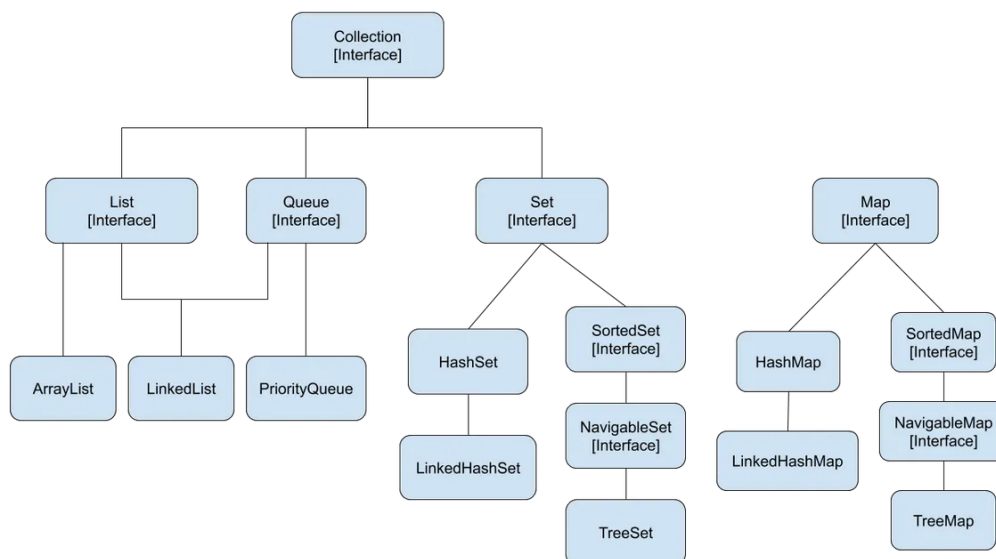 Collection
[Interface]
List
[Interface]
Queue
[Interface]
Set
[Interface]
Map
[Interface]
ArrayList
LinkedList
PriorityQueue
HashSet
SortedSet
[Interface]
HashMap
SortedMap
[Interface]
LinkedHashSet
NavigableSet
[Interface]
LinkedHashMap
NavigableMap
[Interface]
TreeSet
TreeMap